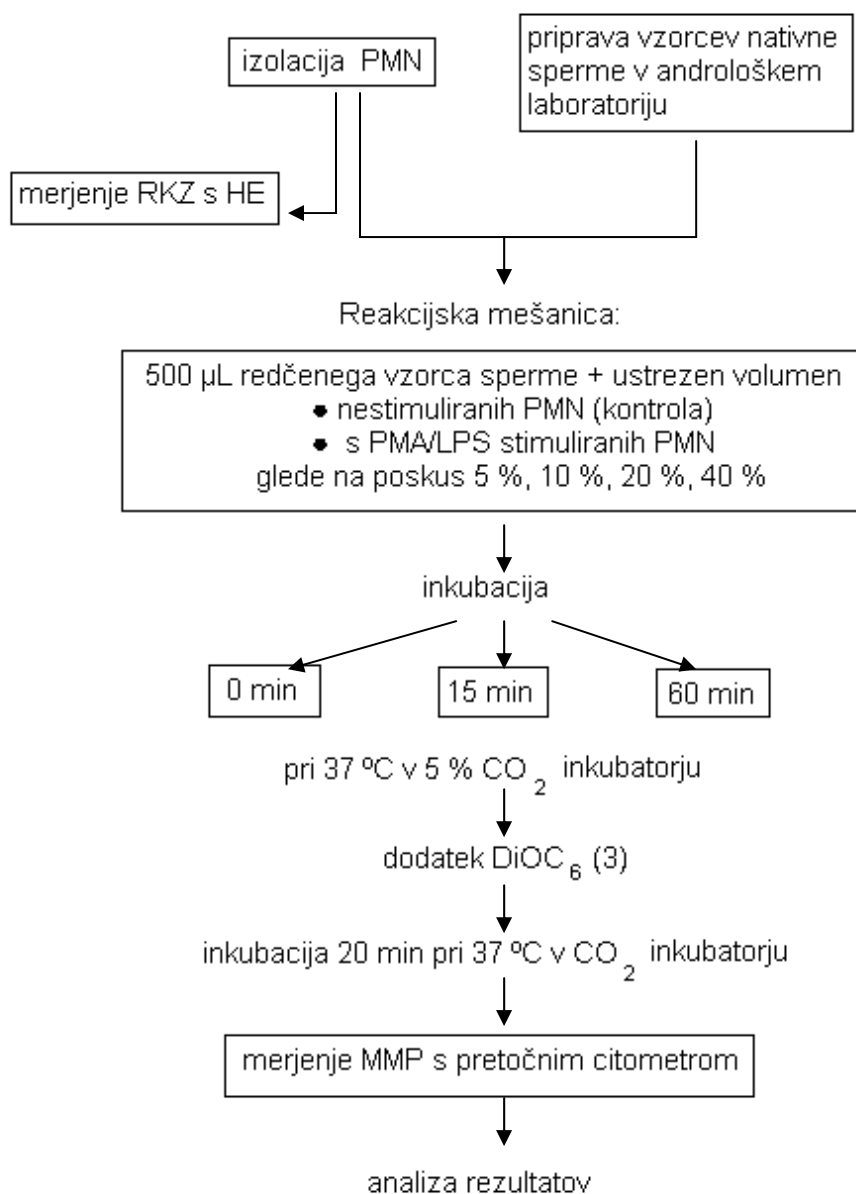 izolacija PMN
priprava vzorcev nativne
sperme v androloškem
laboratoriju
merjenje RKZ s HE
Reakcijska mešanica:
500 µL redčenega vzorca sperme + ustrezen volumen
● nestimuliranih PMN (kontrola)
● s PMA/LPS stimuliranih PMN
glede na poskus 5 %, 10 %, 20 %, 40 %
inkubacija
0 min 15 min 60 min
pri 37 ºC v 5 % CO₂ inkubatorju
dodatek DiOC₆ (3)
inkubacija 20 min pri 37 ºC v CO₂ inkubatorju
merjenje MMP s pretočnim citometrom
analiza rezultatov